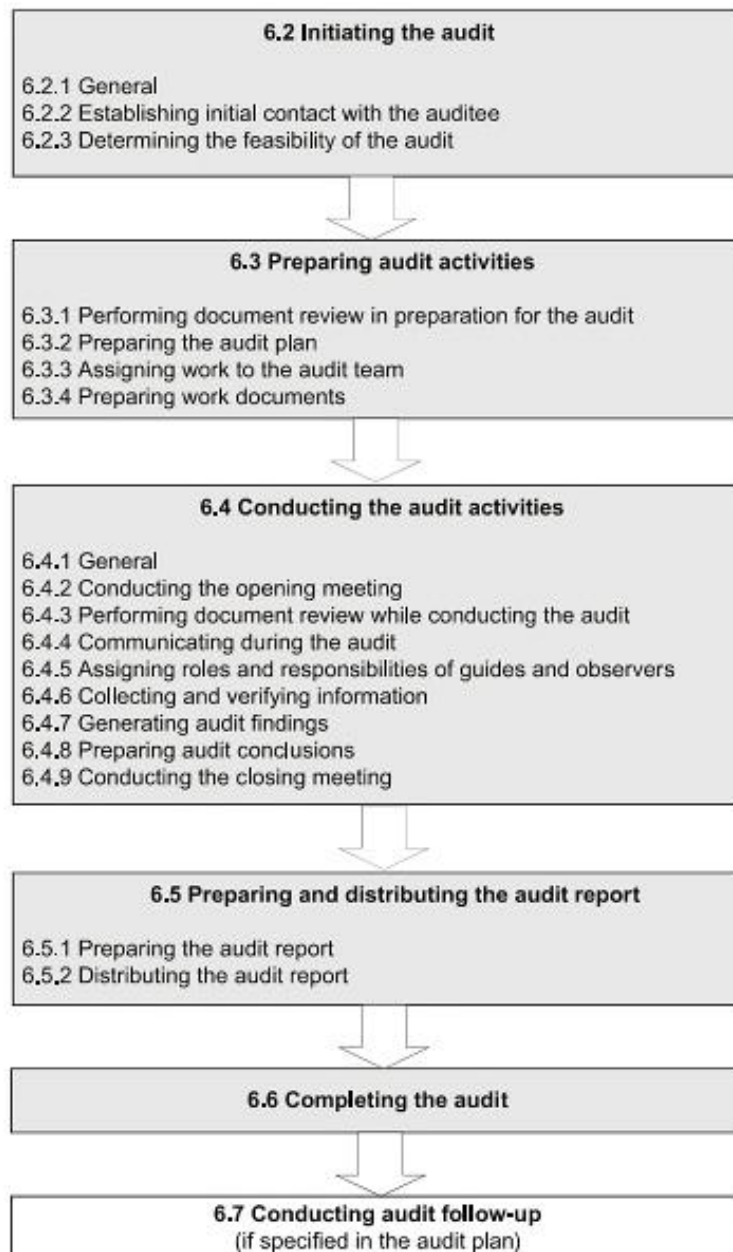 6.2 Initiating the audit
6.2.1 General
6.2.2 Establishing initial contact with the auditee
6.2.3 Determining the feasibility of the audit
6.3 Preparing audit activities
6.3.1 Performing document review in preparation for the audit
6.3.2 Preparing the audit plan
6.3.3 Assigning work to the audit team
6.3.4 Preparing work documents
6.4 Conducting the audit activities
6.4.1 General
6.4.2 Conducting the opening meeting
6.4.3 Performing document review while conducting the audit
6.4.4 Communicating during the audit
6.4.5 Assigning roles and responsibilities of guides and observers
6.4.6 Collecting and verifying information
6.4.7 Generating audit findings
6.4.8 Preparing audit conclusions
6.4.9 Conducting the closing meeting
6.5 Preparing and distributing the audit report
6.5.1 Preparing the audit report
6.5.2 Distributing the audit report
6.6 Completing the audit
6.7 Conducting audit follow-up
(if specified in the audit plan)